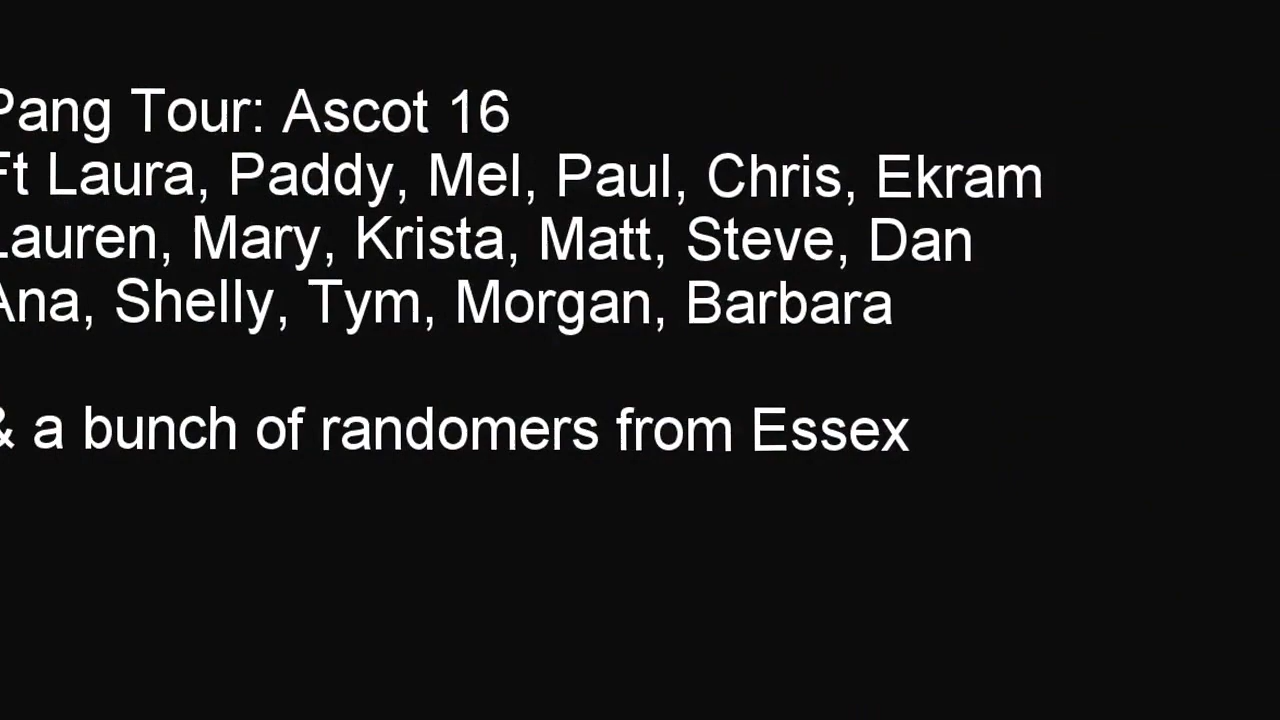 Pang Tour: Ascot 16
Ft Laura, Paddy, Mel, Paul, Chris, Ekram
Lauren, Mary, Krista, Matt, Steve, Dan
Ana, Shelly, Tym, Morgan, Barbara
& a bunch of randomers from Essex